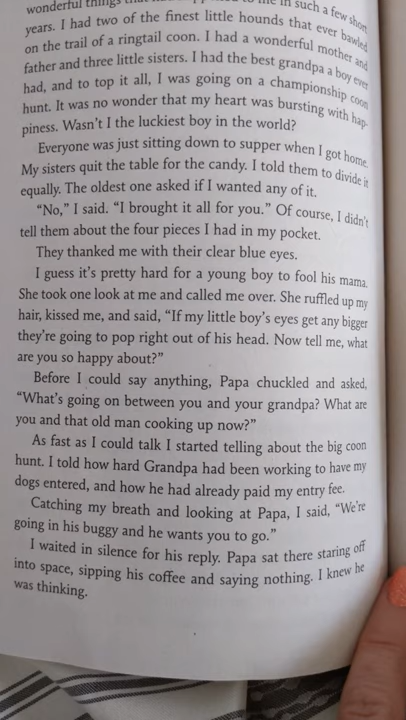 wonderful things that in such a few short
years. I had two of the finest little hounds that ever bawled
on the trail of a ringtail coon. I had a wonderful mother and
father and three little sisters. I had the best grandpa a boy ever
had, and to top it all, I was going on a championship coon
hunt. It was no wonder that my heart was bursting with hap-
piness. Wasn't I the luckiest boy in the world?
Everyone was just sitting down to supper when I got home.
My sisters quit the table for the candy. I told them to divide it
equally. The oldest one asked if I wanted any of it.
“No,” I said. “I brought it all for you.” Of course, I didn't
tell them about the four pieces I had in my pocket.
They thanked me with their clear blue eyes.
I guess it's pretty hard for a young boy to fool his mama.
She took one look at me and called me over. She ruffled up my
hair, kissed me, and said, “If my little boy's eyes get any bigger
they're going to pop right out of his head. Now tell me, what
are you so happy about?”
Before I could say anything, Papa chuckled and asked,
“What's going on between you and your grandpa? What are
you and that old man cooking up now?”
As fast as I could talk I started telling about the big coon
hunt. I told how hard Grandpa had been working to have my
dogs entered, and how he had already paid my entry fee.
Catching my breath and looking at Papa, I said, “We're
going in his buggy and he wants you to go.”
I waited in silence for his reply. Papa sat there staring off
into space, sipping his coffee and saying nothing. I knew he
was thinking.